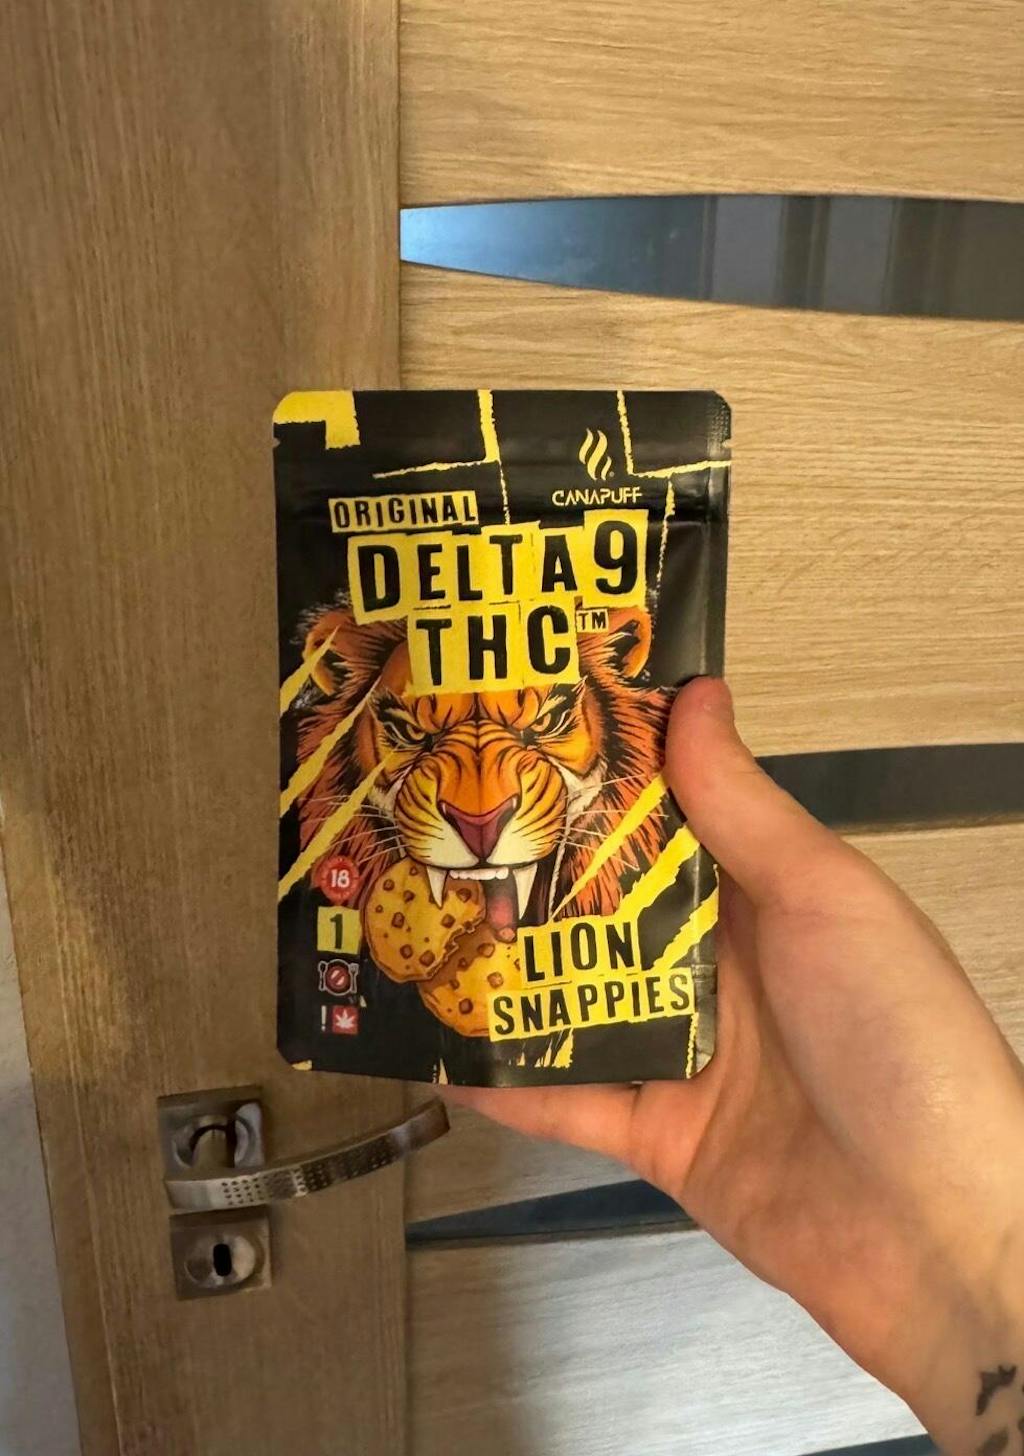 CANAPUFF
ORIGINAL
DELTA9
THC™
18
1
LION
SNAPPIES
!